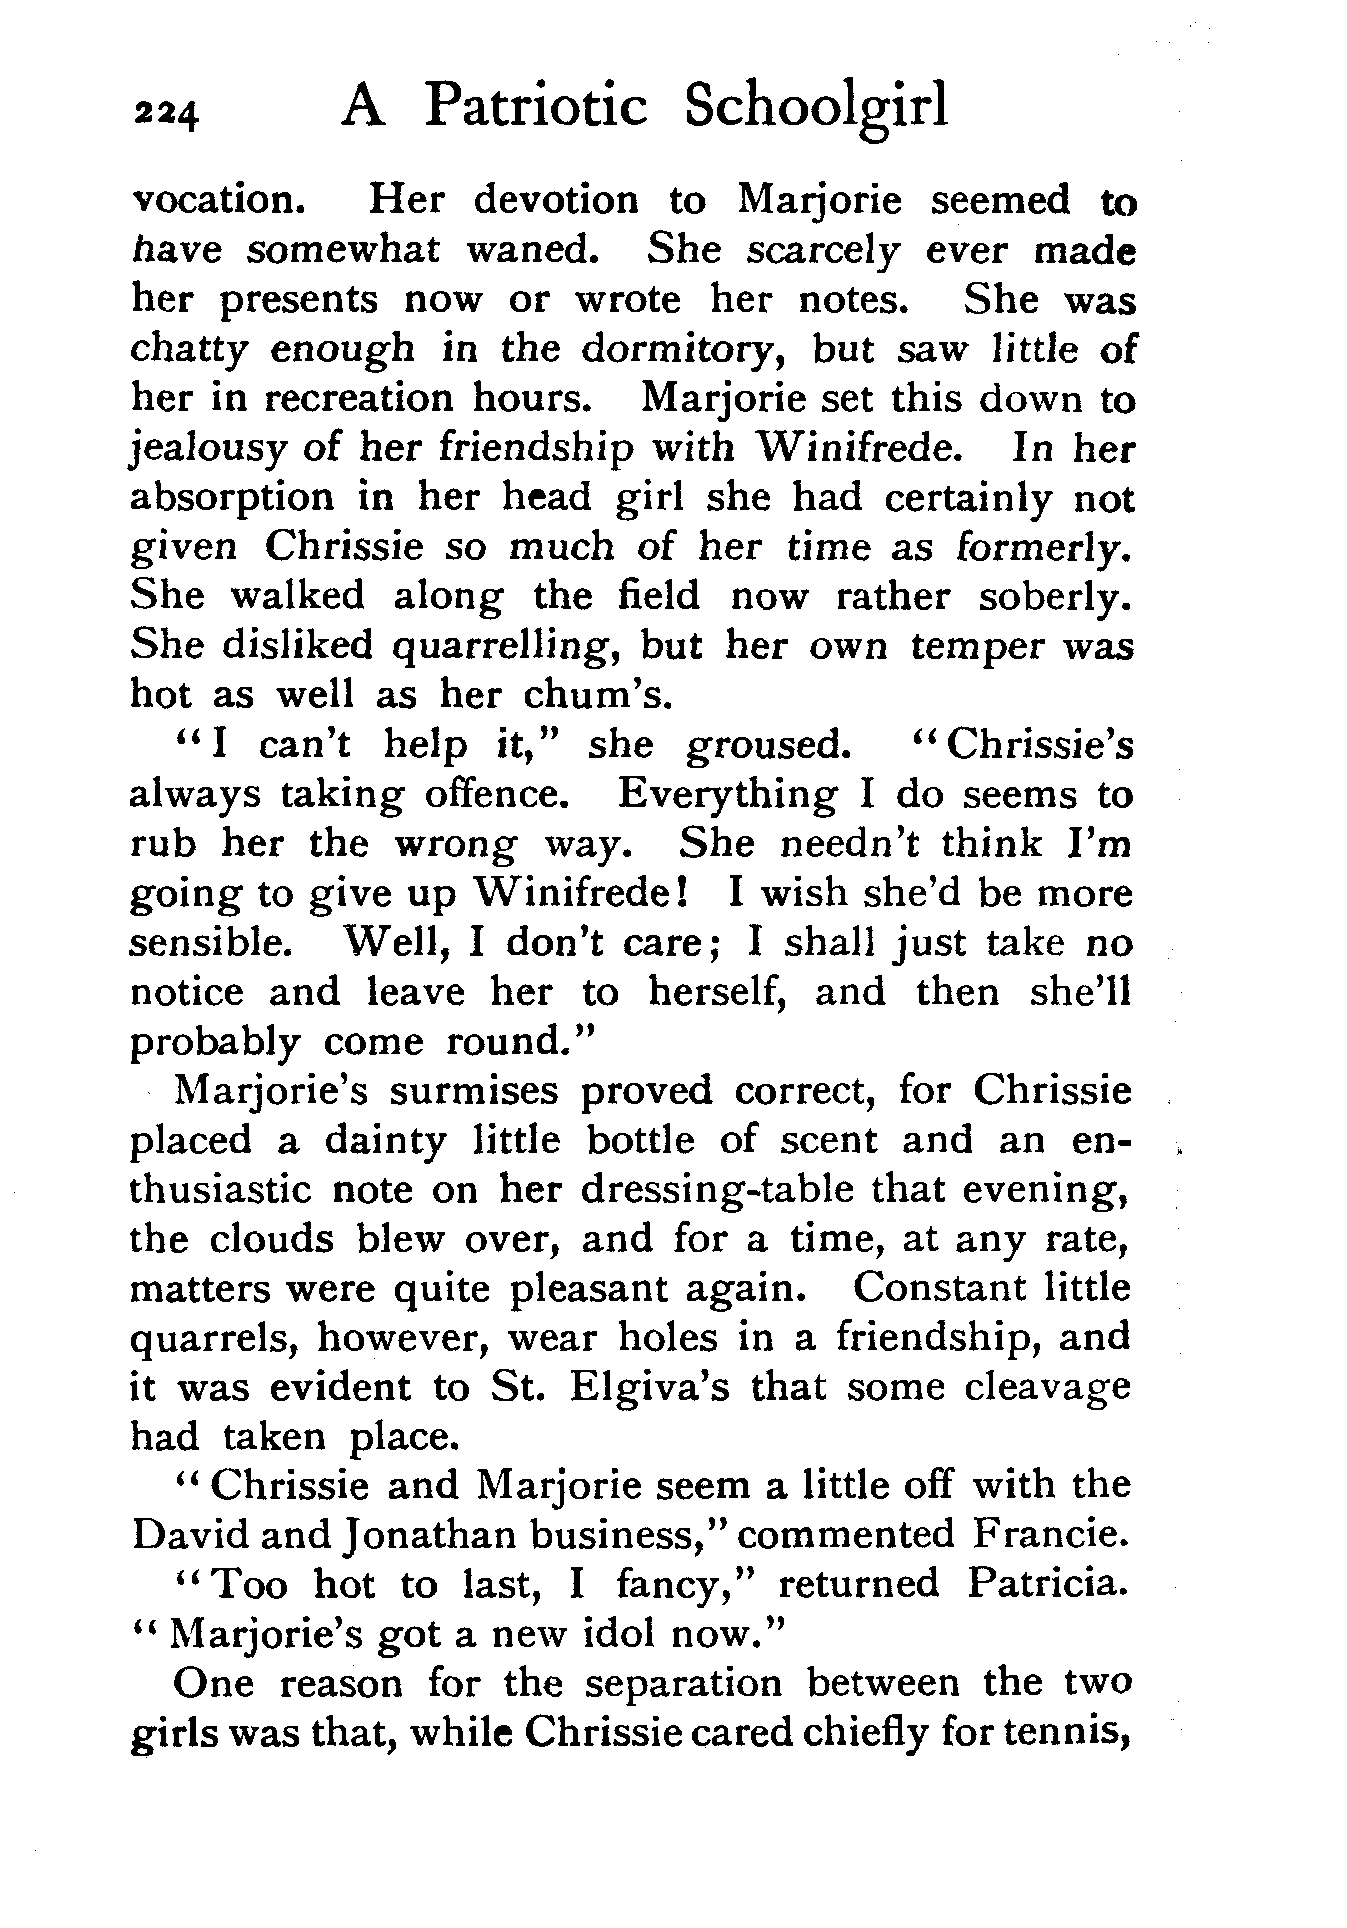 224 A Patriotic Schoolgirl
vocation. Her devotion to Marjorie seemed to
have somewhat waned. She scarcely ever made
her presents now or wrote her notes. She was
chatty enough in the dormitory, but saw little of
her in recreation hours. Marjorie set this down to
jealousy of her friendship with Winifrede. In her
absorption in her head girl she had certainly not
given Chrissie so much of her time as formerly.
She walked along the field now rather soberly.
She disliked quarrelling, but her own temper was
hot as well as her chum's.
"I can't help it," she groused. "Chrissie's
always taking offence. Everything I do seems to
rub her the wrong way. She needn't think I'm
going to give up Winifrede! I wish she'd be more
sensible. Well, I don't care; I shall just take no
notice and leave her to herself, and then she'll
probably come round."
Marjorie's surmises proved correct, for Chrissie
placed a dainty little bottle of scent and an en-
thusiastic note on her dressing-table that evening,
the clouds blew over, and for a time, at any rate,
matters were quite pleasant again. Constant little
quarrels, however, wear holes in a friendship, and
it was evident to St. Elgiva's that some cleavage
had taken place.
"Chrissie and Marjorie seem a little off with the
David and Jonathan business," commented Francie.
"Too hot to last, I fancy," returned Patricia.
"Marjorie's got a new idol now."
One reason for the separation between the two
girls was that, while Chrissie cared chiefly for tennis,